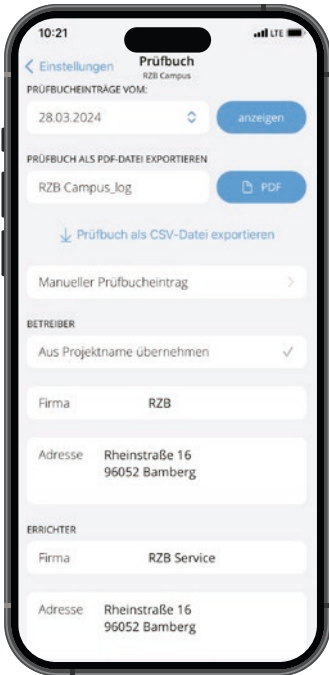 10:21
LTE
Einstellungen
Prüfbuch
RZB Campus
PRÜFBUCHEINTRÄGE VOM:
28.03.2024
anzeigen
PRÜFBUCH ALS PDF-DATEI EXPORTIEREN
RZB Campus_log
PDF
Prüfbuch als CSV-Datei exportieren
Manueller Prüfbucheintrag
BETREIBER
Aus Projektname übernehmen
Firma RZB
Adresse Rheinstraße 16
96052 Bamberg
ERRICHTER
Firma RZB Service
Adresse Rheinstraße 16
96052 Bamberg